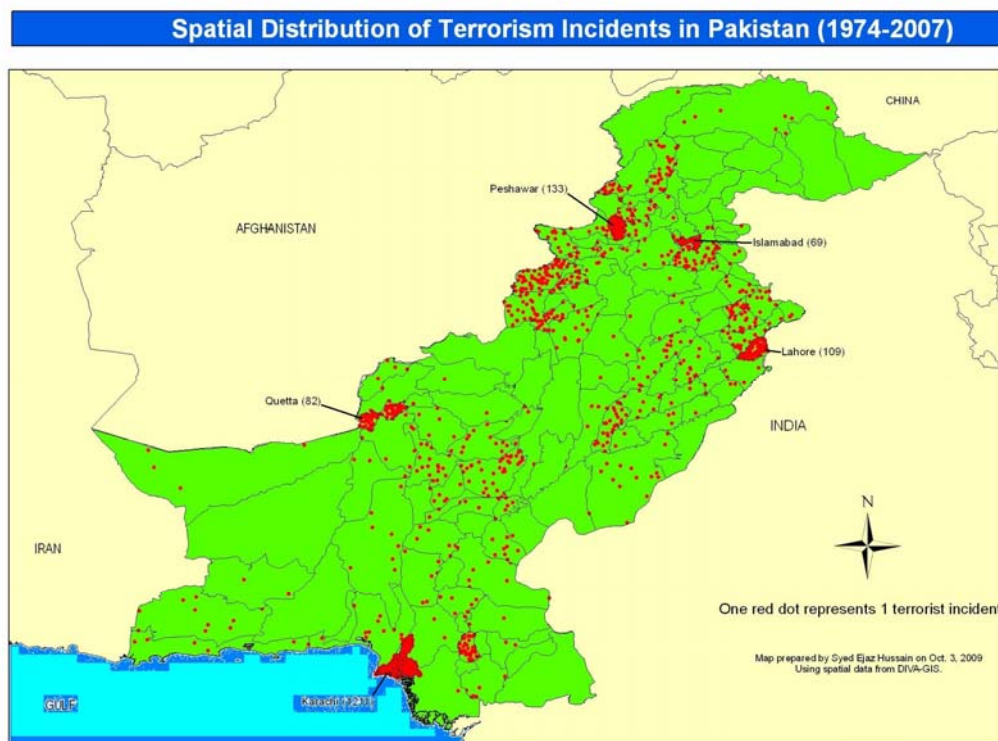 Spatial Distribution of Terrorism Incidents in Pakistan (1974-2007)
CHINA
Peshawar (133)
AFGHANISTAN
Islamabad (69)
Lahore (109)
Quetta (82)
INDIA
N
IRAN
One red dot represents 1 terrorist incident
Map prepared by Syed Ejaz Hussain on Oct. 3, 2009
Using spatial data from DIVA-GIS.
Karachi
GULF